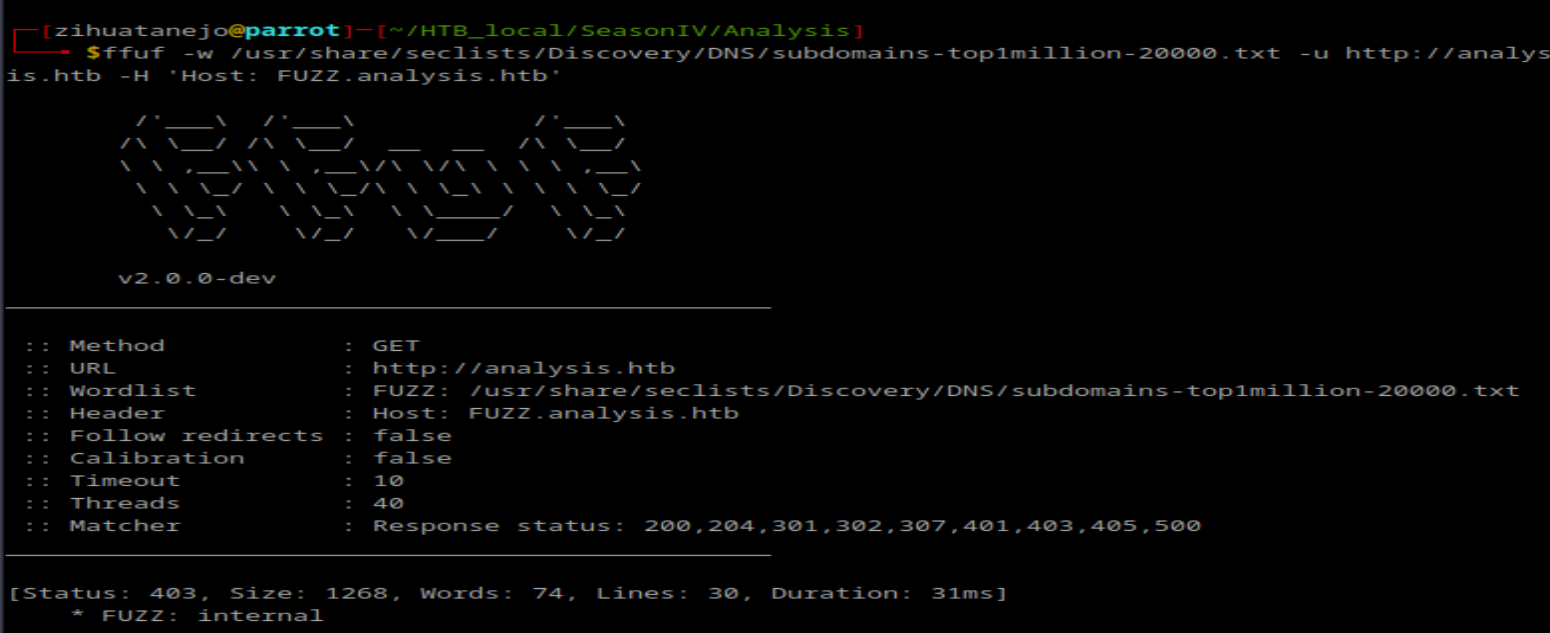 ┌─[zihuatanejo@parrot]─[~/HTB_local/SeasonIV/Analysis]
└──╼ $ffuf -w /usr/share/seclists/Discovery/DNS/subdomains-top1million-20000.txt -u http://analys
is.htb -H 'Host: FUZZ.analysis.htb'
        /'___\  /'___\           /'___\
       /\ \__/ /\ \__/  __  __  /\ \__/
       \ \ ,__\\ \ ,__\/\ \/\ \ \ \ ,__\
        \ \ \_/ \ \ \_/\ \ \_\ \ \ \ \_/
         \ \_\   \ \_\  \ \____/  \ \_\
          \/_/    \/_/   \/___/    \/_/
v2.0.0-dev
________________________________________________
:: Method : GET
:: URL : http://analysis.htb
:: Wordlist : FUZZ: /usr/share/seclists/Discovery/DNS/subdomains-top1million-20000.txt
:: Header : Host: FUZZ.analysis.htb
:: Follow redirects : false
:: Calibration : false
:: Timeout : 10
:: Threads : 40
:: Matcher : Response status: 200,204,301,302,307,401,403,405,500
________________________________________________
[Status: 403, Size: 1268, Words: 74, Lines: 30, Duration: 31ms]
* FUZZ: internal